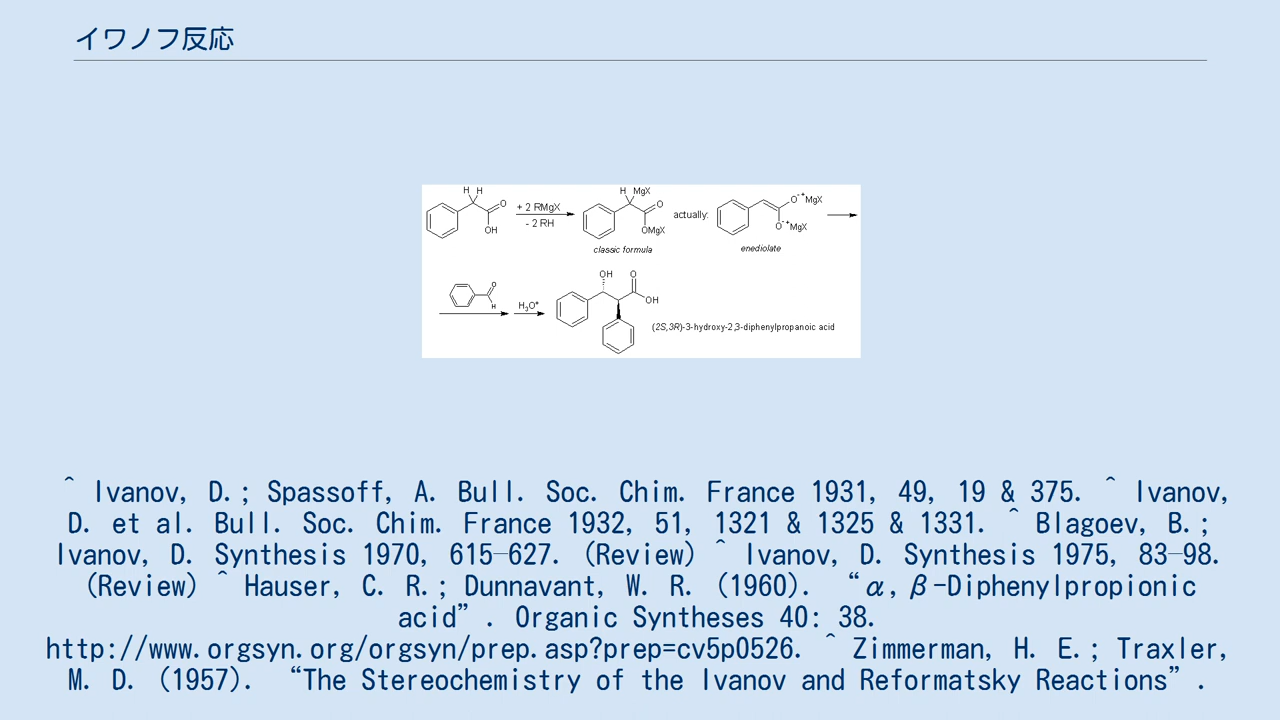 イワノフ反応
H H
O
OH
+ 2 RMgX
- 2 RH
H MgX
O
OMgX
classic formula
actually:
O⁻⁺MgX
O⁻⁺MgX
enediolate
O
H
H₃O⁺
OH O
OH
(2S,3R)-3-hydroxy-2,3-diphenylpropanoic acid
^ Ivanov, D.; Spassoff, A. Bull. Soc. Chim. France 1931, 49, 19 & 375. ^ Ivanov,
D. et al. Bull. Soc. Chim. France 1932, 51, 1321 & 1325 & 1331. ^ Blagoev, B.;
Ivanov, D. Synthesis 1970, 615–627. (Review) ^ Ivanov, D. Synthesis 1975, 83–98.
(Review) ^ Hauser, C. R.; Dunnavant, W. R. (1960). “α,β-Diphenylpropionic
acid”. Organic Syntheses 40: 38.
http://www.orgsyn.org/orgsyn/prep.asp?prep=cv5p0526. ^ Zimmerman, H. E.; Traxler,
M. D. (1957). “The Stereochemistry of the Ivanov and Reformatsky Reactions”.